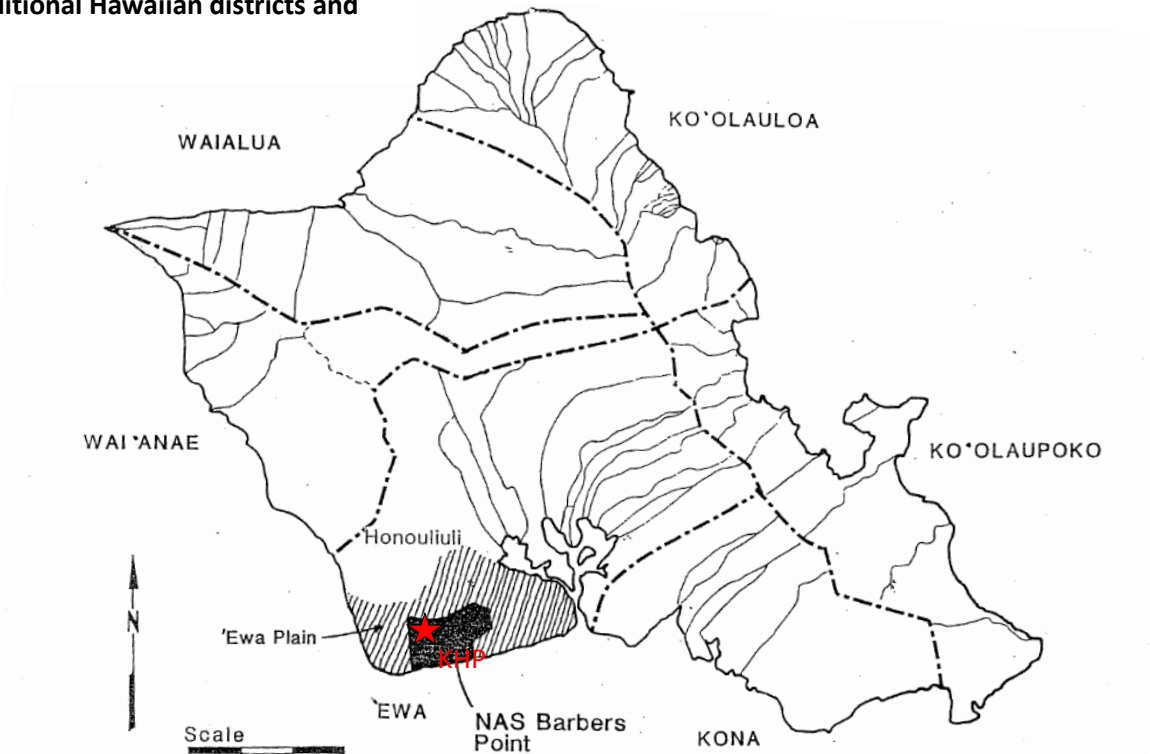 ditional Hawaiian districts and
KO'OLAULOA
WAIALUA
WAI'ANAE
KO'OLAUPOKO
Honouliuli
N
'Ewa Plain
KHP
'EWA
NAS Barbers
Point
KONA
Scale